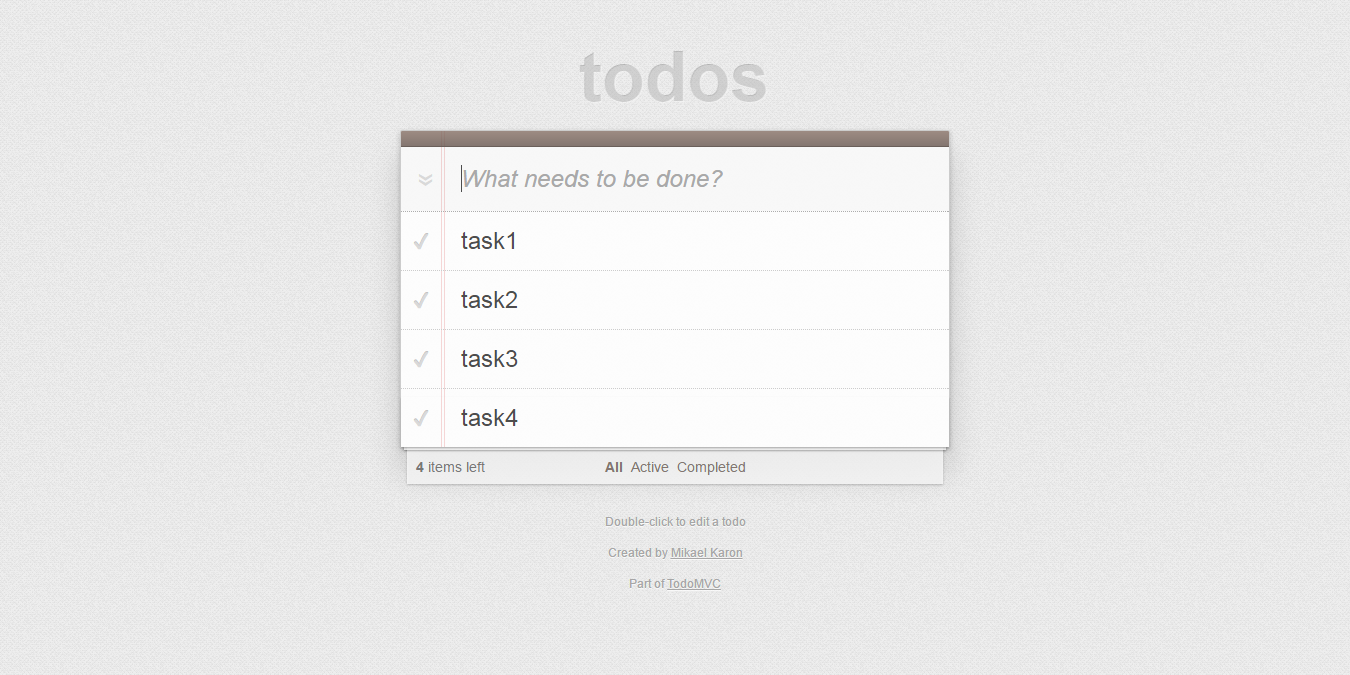 todos
What needs to be done?
task1
task2
task3
task4
4 items left All Active Completed
Double-click to edit a todo
Created by Mikael Karon
Part of TodoMVC